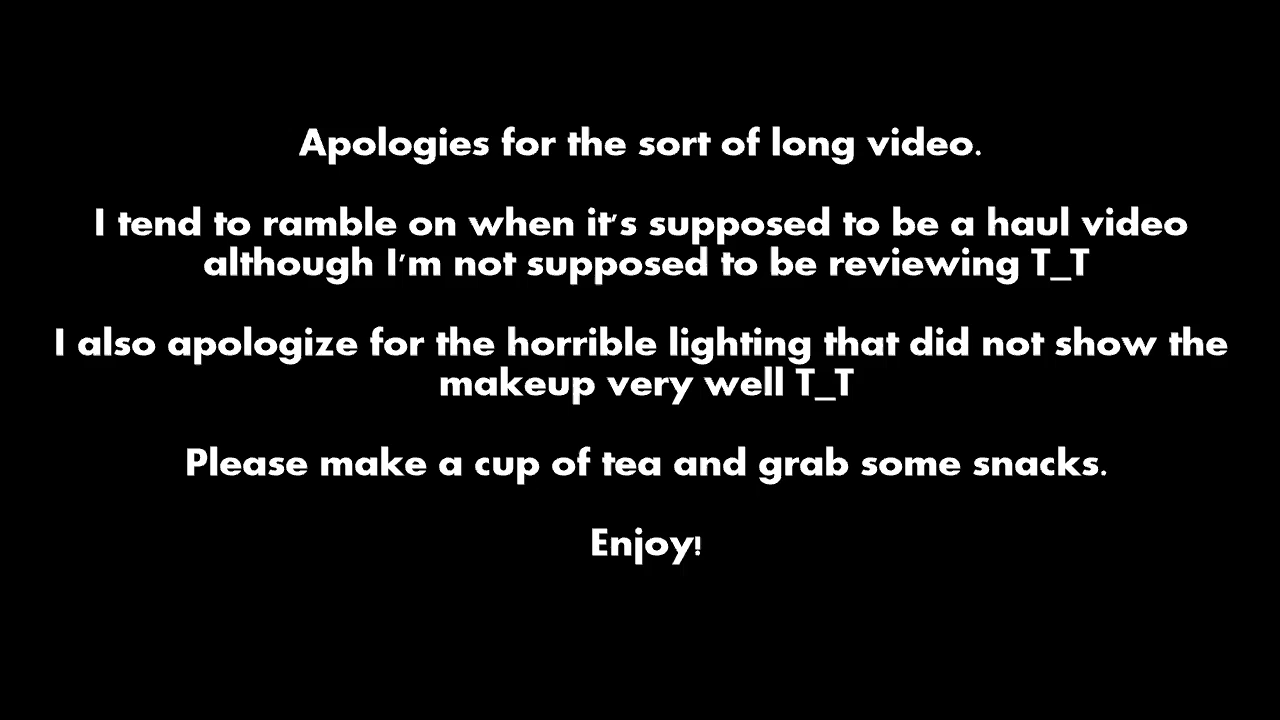 Apologies for the sort of long video.
I tend to ramble on when it's supposed to be a haul video
although I'm not supposed to be reviewing T_T
I also apologize for the horrible lighting that did not show the
makeup very well T_T
Please make a cup of tea and grab some snacks.
Enjoy!